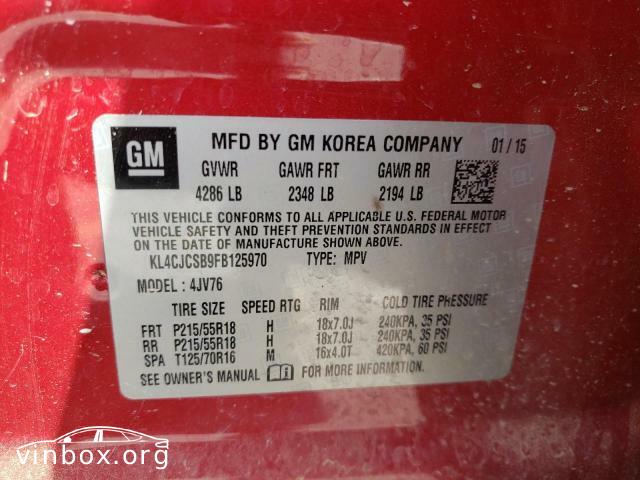 GM MFD BY GM KOREA COMPANY 01/15
GVWR GAWR FRT GAWR RR
4286 LB 2348 LB 2194 LB
THIS VEHICLE CONFORMS TO ALL APPLICABLE U.S. FEDERAL MOTOR
VEHICLE SAFETY AND THEFT PREVENTION STANDARDS IN EFFECT
ON THE DATE OF MANUFACTURE SHOWN ABOVE.
KL4CJCSB9FB125970 TYPE: MPV
MODEL: 4JV76
TIRE SIZE SPEED RTG RIM COLD TIRE PRESSURE
FRT P215/55R18 H 18x7.0J 240KPA, 35 PSI
RR P215/55R18 H 18x7.0J 240KPA, 35 PSI
SPA T125/70R16 M 16x4.0T 420KPA, 60 PSI
SEE OWNER'S MANUAL FOR MORE INFORMATION.
vinbox.org